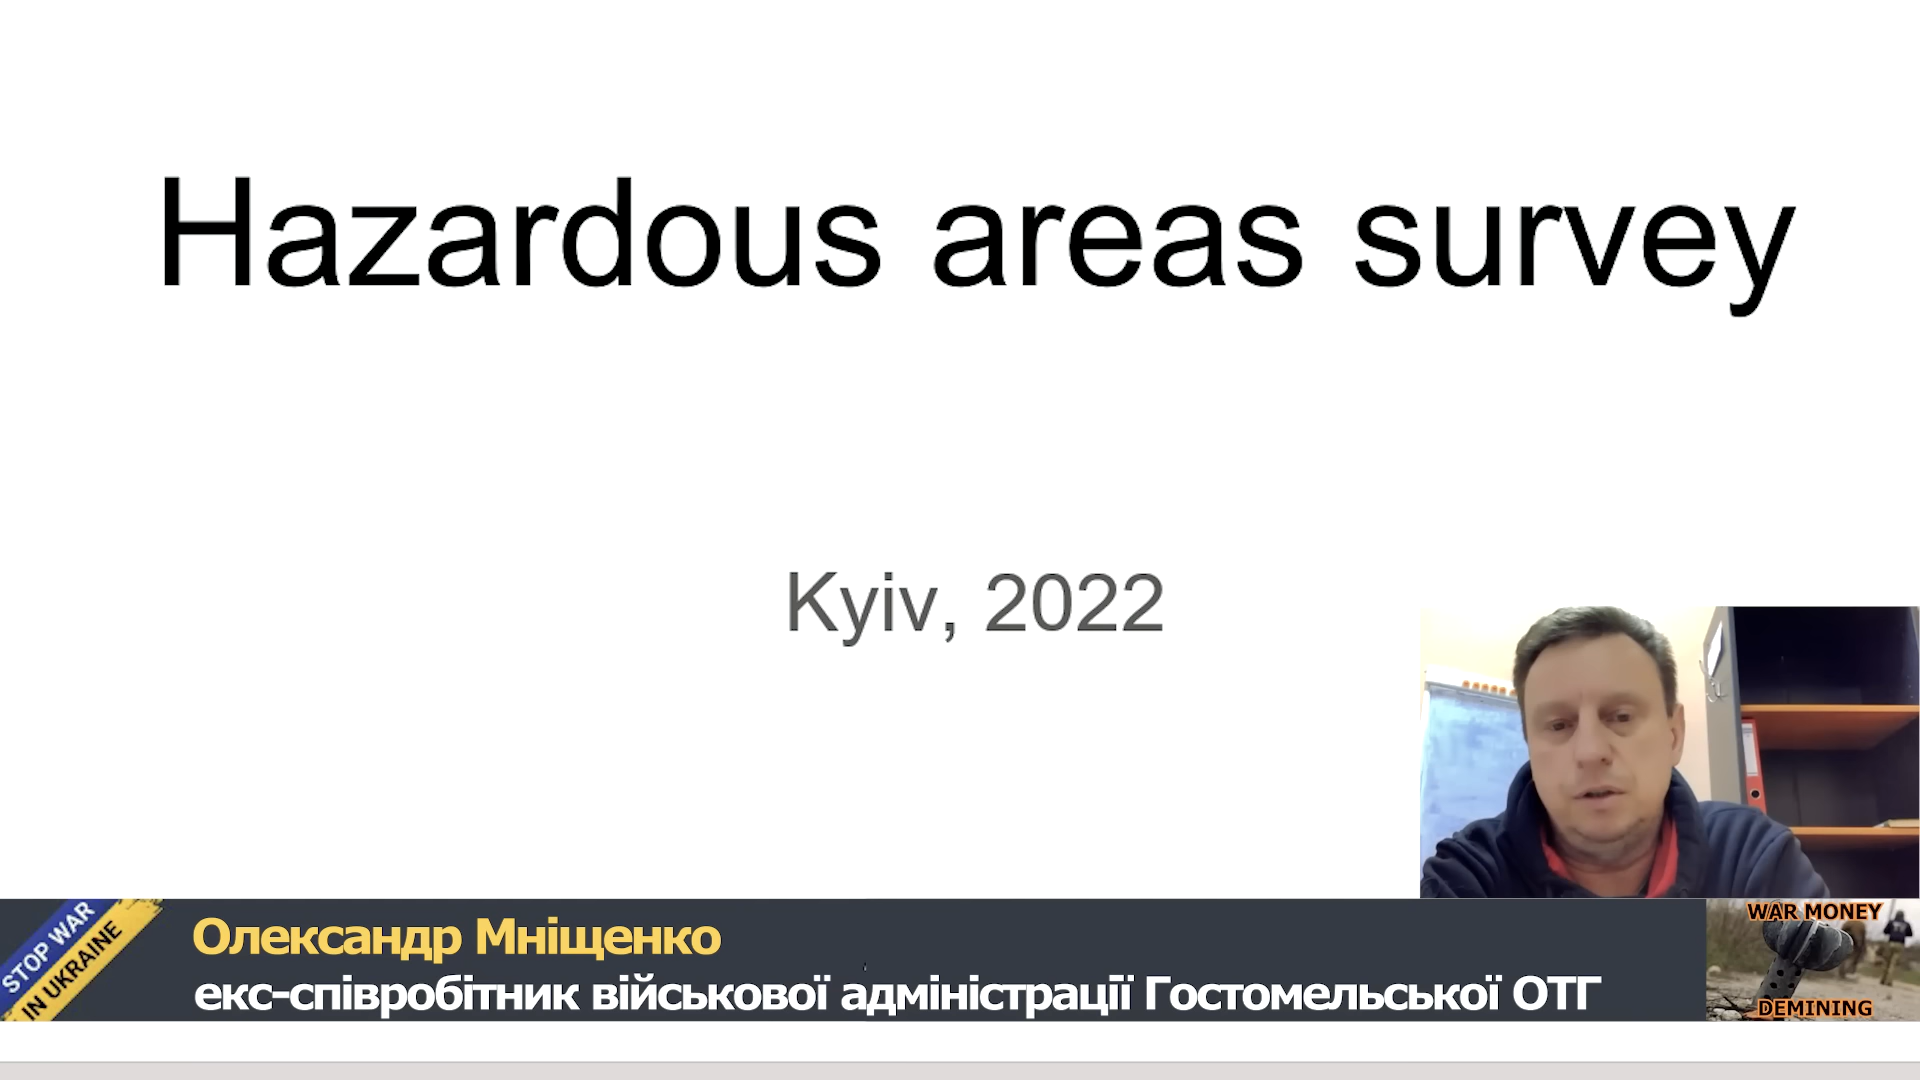 Hazardous areas survey
Kyiv, 2022
STOP WAR
IN UKRAINE
Олександр Мніщенко
екс-співробітник військової адміністрації Гостомельської ОТГ
WAR MONEY
DEMINING